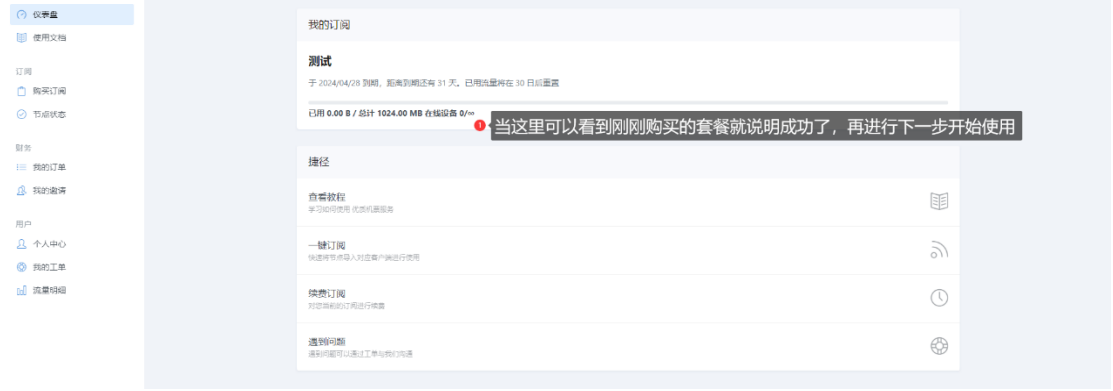 仪表盘
使用文档
订阅
购买订阅
节点状态
财务
我的订单
我的邀请
用户
个人中心
我的工单
流量明细
我的订阅
测试
于 2024/04/28 到期，距离到期还有 31 天。已用流量将在 30 日后重置
已用 0.00 B / 总计 1024.00 MB 在线设备 0/∞
1 当这里可以看到刚刚购买的套餐就说明成功了，再进行下一步开始使用
捷径
查看教程
学习如何使用 优质机票服务
一键订阅
快速将节点导入对应客户端进行使用
续费订阅
对您当前的订阅进行续费
遇到问题
遇到问题可以通过工单与我们沟通